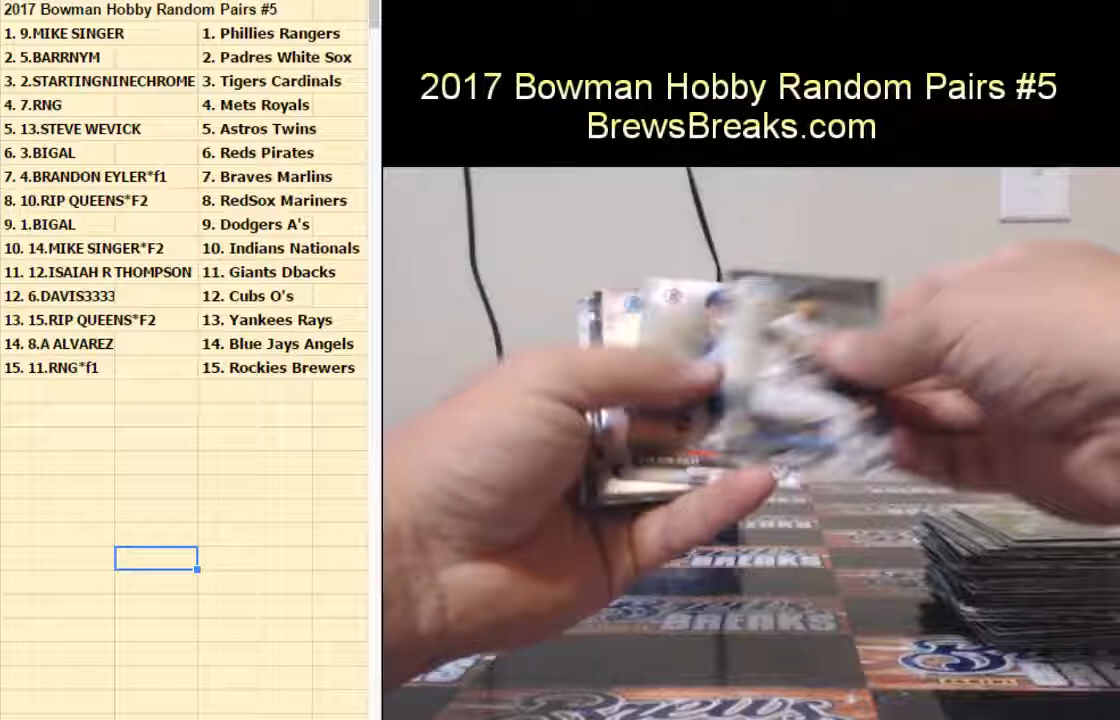 2017 Bowman Hobby Random Pairs #5
1. 9.MIKE SINGER 1. Phillies Rangers
2. 5.BARRNYM 2. Padres White Sox
3. 2.STARTINGNINECHROME 3. Tigers Cardinals
4. 7.RNG 4. Mets Royals
5. 13.STEVE WEVICK 5. Astros Twins
6. 3.BIGAL 6. Reds Pirates
7. 4.BRANDON EYLER*f1 7. Braves Marlins
8. 10.RIP QUEENS*F2 8. RedSox Mariners
9. 1.BIGAL 9. Dodgers A's
10. 14.MIKE SINGER*F2 10. Indians Nationals
11. 12.ISAIAH R THOMPSON 11. Giants Dbacks
12. 6.DAVIS3333 12. Cubs O's
13. 15.RIP QUEENS*F2 13. Yankees Rays
14. 8.A ALVAREZ 14. Blue Jays Angels
15. 11.RNG*f1 15. Rockies Brewers
2017 Bowman Hobby Random Pairs #5
BrewsBreaks.com
BREAKS
BREAKS
Brews